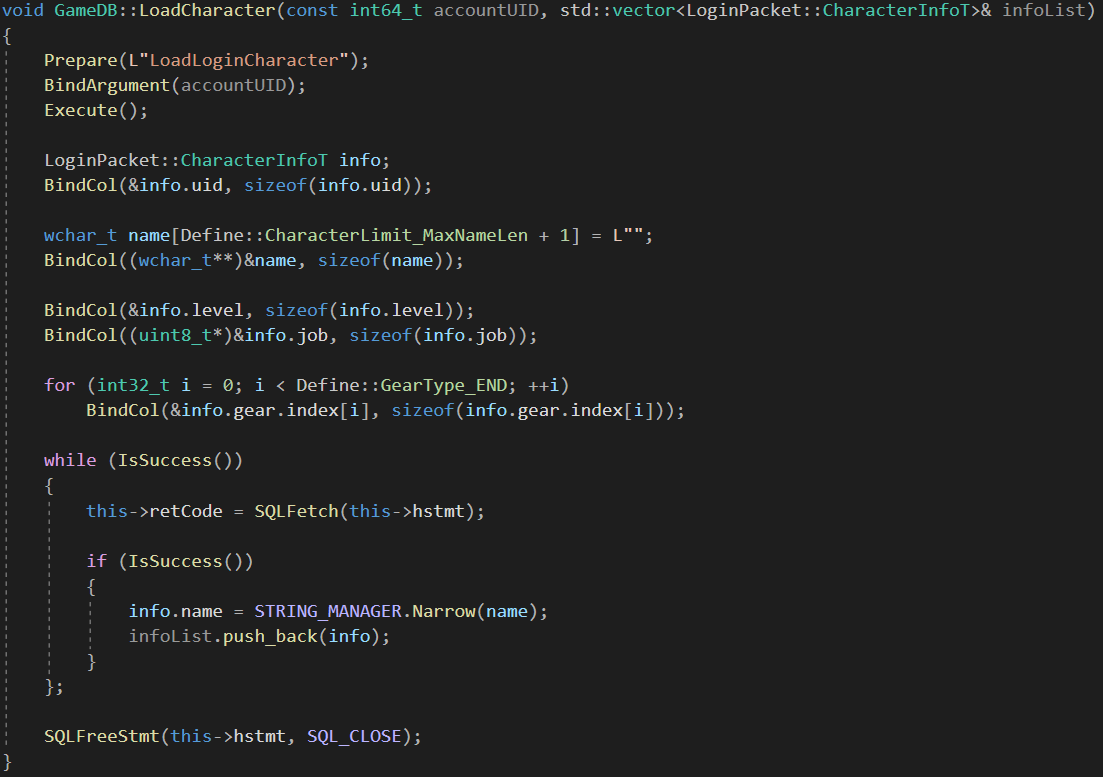 void GameDB::LoadCharacter(const int64_t accountUID, std::vector<LoginPacket::CharacterInfoT>& infoList)
{
    Prepare(L"LoadLoginCharacter");
    BindArgument(accountUID);
    Execute();

    LoginPacket::CharacterInfoT info;
    BindCol(&info.uid, sizeof(info.uid));

    wchar_t name[Define::CharacterLimit_MaxNameLen + 1] = L"";
    BindCol((wchar_t**)&name, sizeof(name));

    BindCol(&info.level, sizeof(info.level));
    BindCol((uint8_t*)&info.job, sizeof(info.job));

    for (int32_t i = 0; i < Define::GearType_END; ++i)
        BindCol(&info.gear.index[i], sizeof(info.gear.index[i]));

    while (IsSuccess())
    {
        this->retCode = SQLFetch(this->hstmt);

        if (IsSuccess())
        {
            info.name = STRING_MANAGER.Narrow(name);
            infoList.push_back(info);
        }
    };

    SQLFreeStmt(this->hstmt, SQL_CLOSE);
}